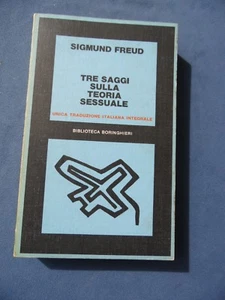 SIGMUND FREUD
TRE SAGGI
SULLA
TEORIA
SESSUALE
UNICA TRADUZIONE ITALIANA INTEGRALE
BIBLIOTECA BORINGHIERI